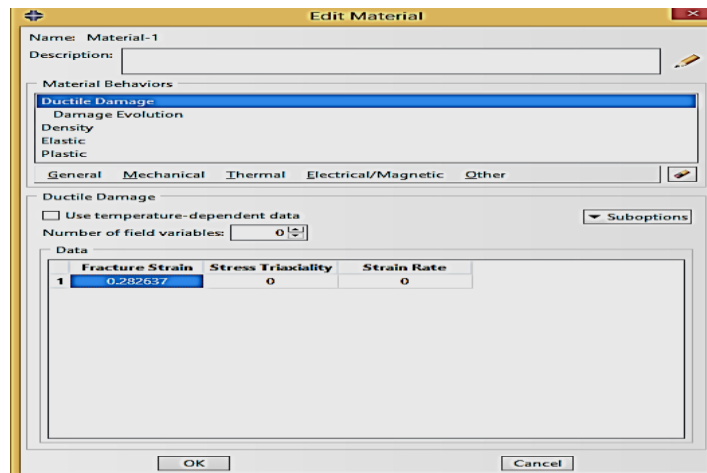 Edit Material
Name: Material-1
Description:
Material Behaviors
Ductile Damage
Damage Evolution
Density
Elastic
Plastic
General Mechanical Thermal Electrical/Magnetic Other
Ductile Damage
Use temperature-dependent data
Suboptions
Number of field variables: 0
Data
Fracture Strain Stress Triaxiality Strain Rate
1 0.282637 0 0
OK Cancel